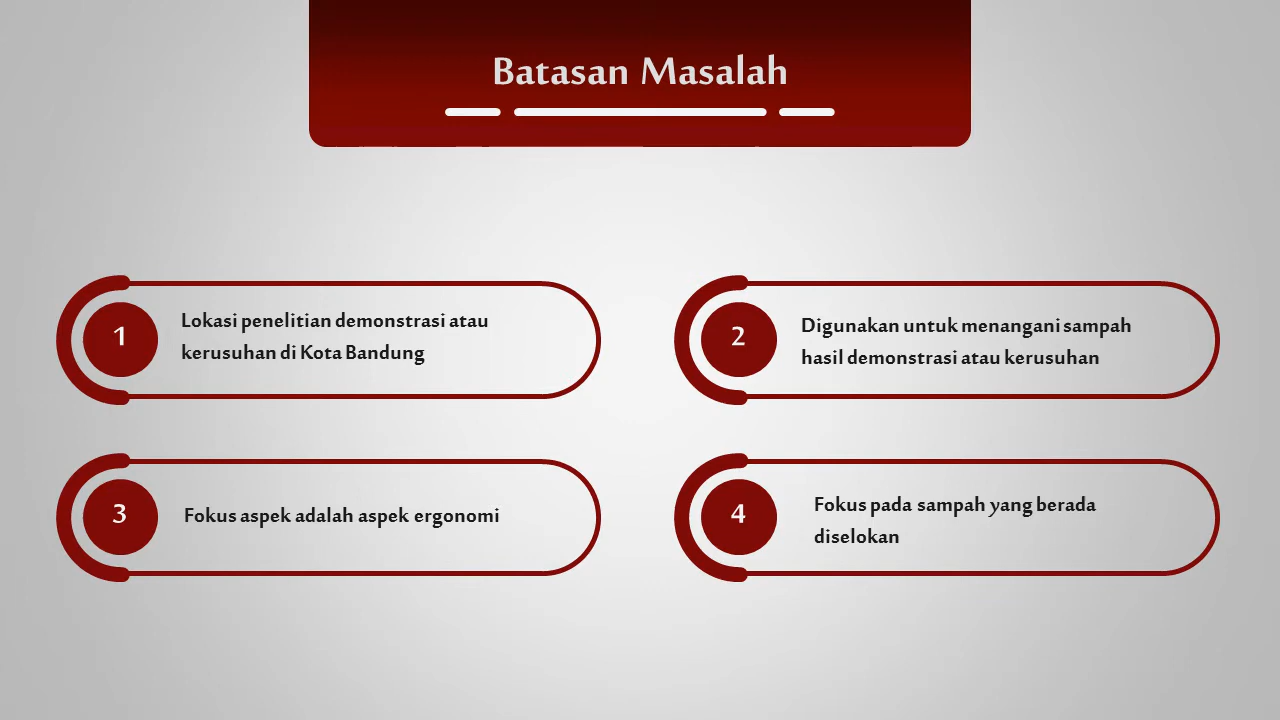 Batasan Masalah
1
Lokasi penelitian demonstrasi atau
kerusuhan di Kota Bandung
2
Digunakan untuk menangani sampah
hasil demonstrasi atau kerusuhan
3
Fokus aspek adalah aspek ergonomi
4
Fokus pada sampah yang berada
diselokan